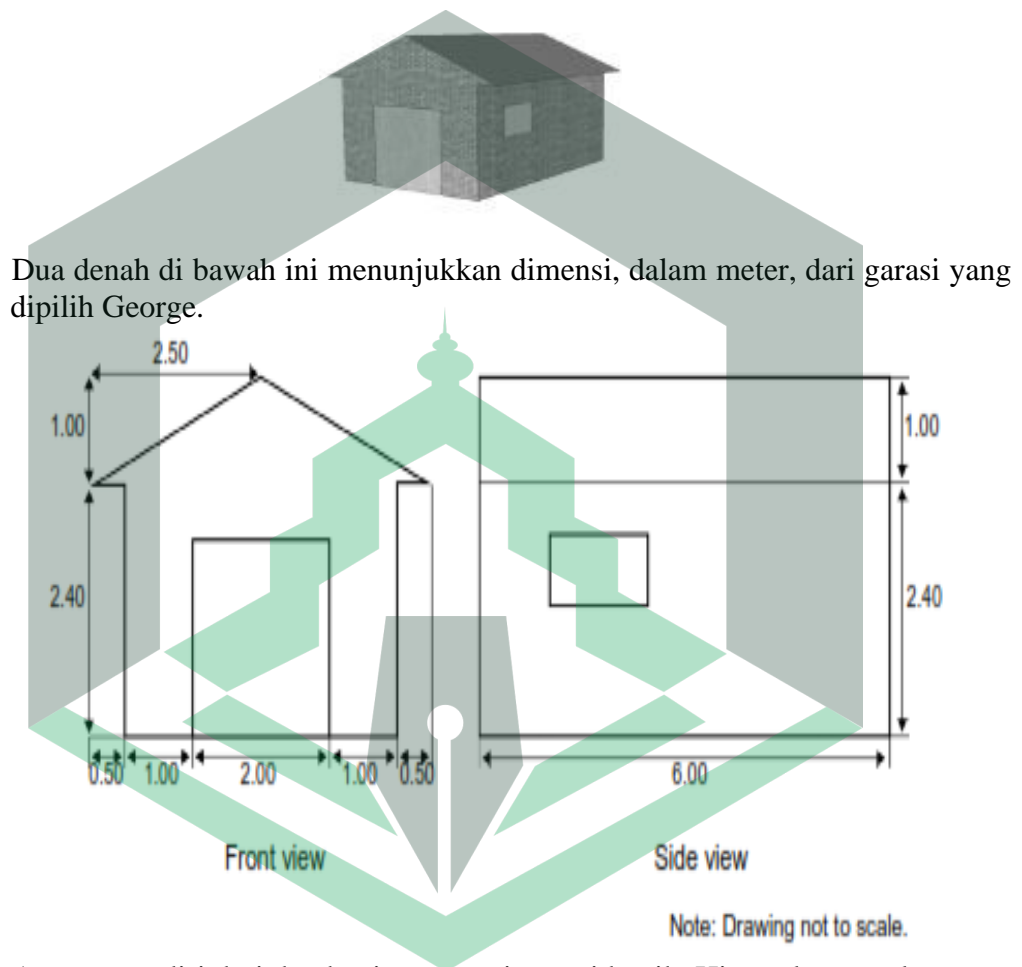 Dua denah di bawah ini menunjukkan dimensi, dalam meter, dari garasi yang
dipilih George.
2.50
1.00
1.00
2.40
2.40
0.50 1.00 2.00 1.00 0.50
6.00
Front view
Side view
Note: Drawing not to scale.